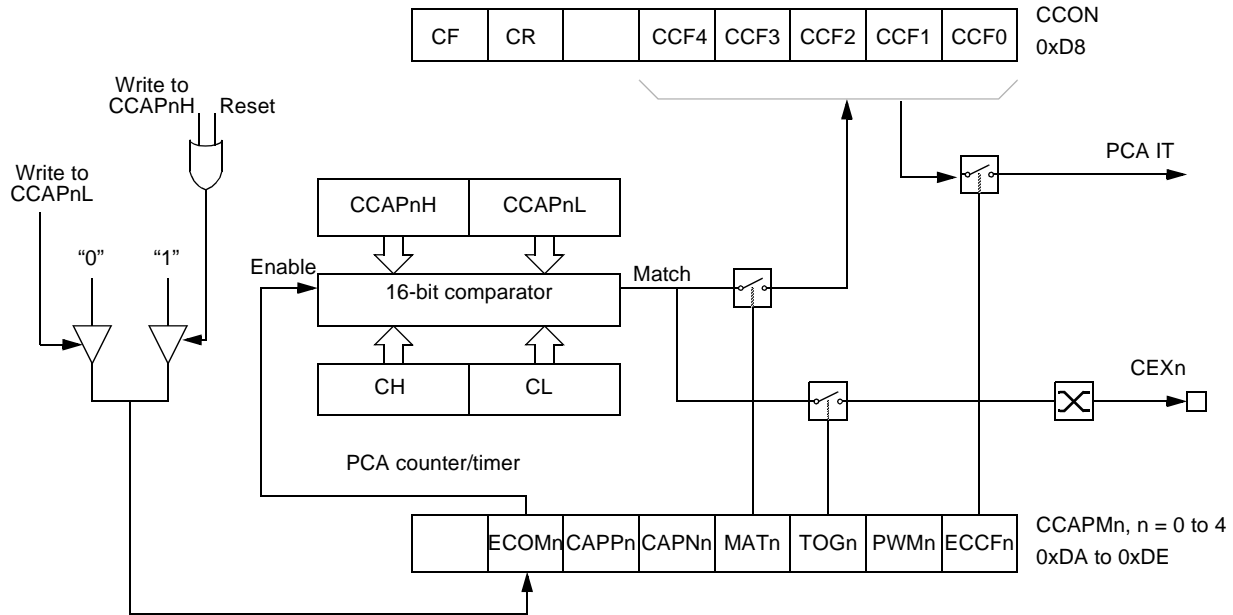 CCON
0xD8
CF CR CCF4 CCF3 CCF2 CCF1 CCF0
Write to
CCAPnH Reset
Write to
CCAPnL
PCA IT
CCAPnH CCAPnL
“0” “1”
Enable
16-bit comparator
Match
CH CL
CEXn
PCA counter/timer
ECOMn CAPPn CAPNn MATn TOGn PWMn ECCFn
CCAPMn, n = 0 to 4
0xDA to 0xDE